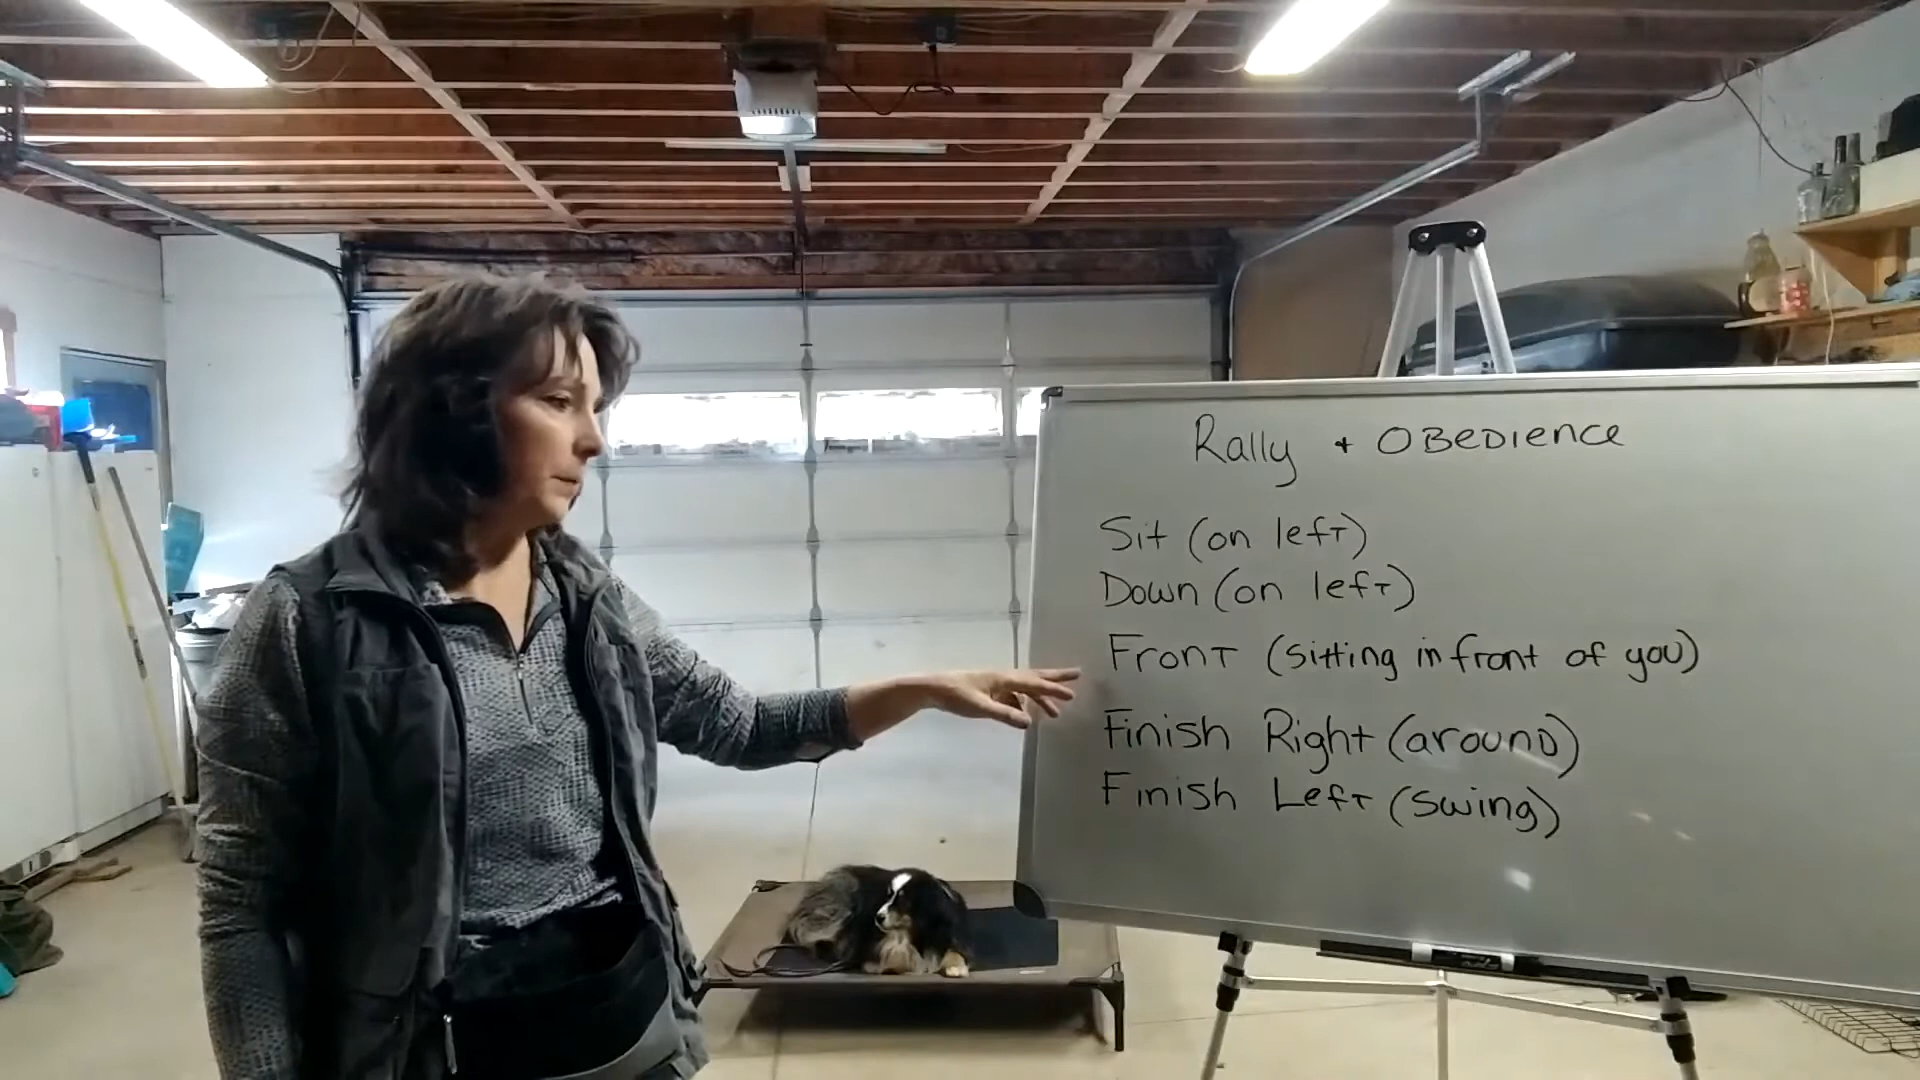 Rally + OBedience
Sit (on left)
Down (on left)
Front (sitting in front of you)
Finish Right (around)
Finish Left (swing)